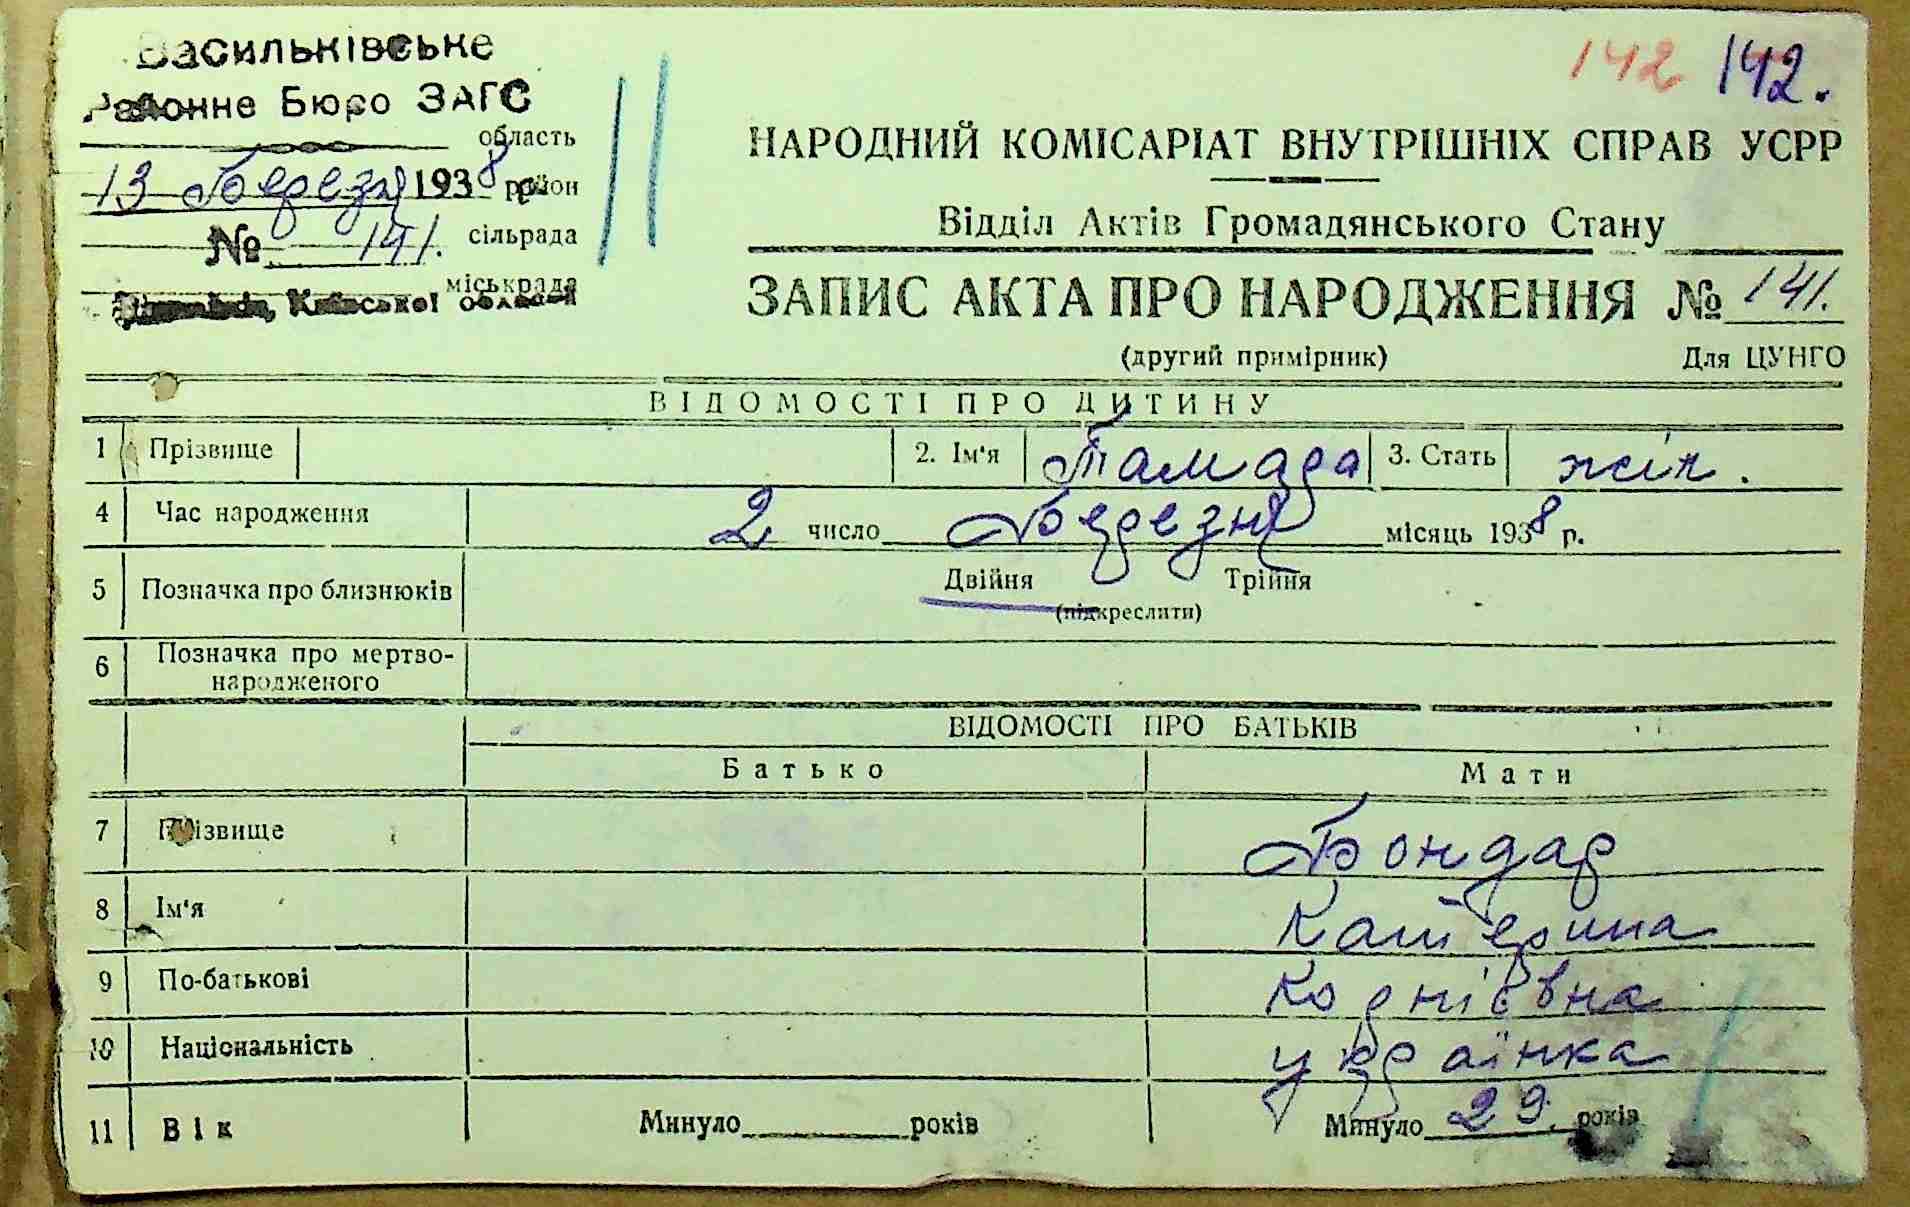 Васильківське
Районне Бюро ЗАГС
область
13 Березня 1938 р. район
№ 141. сільрада
міськрада
Київської області
142 142.
НАРОДНИЙ КОМІСАРІАТ ВНУТРІШНІХ СПРАВ УСРР
Відділ Актів Громадянського Стану
ЗАПИС АКТА ПРО НАРОДЖЕННЯ № 141.
(другий примірник) Для ЦУНГО
ВІДОМОСТІ ПРО ДИТИНУ
1 Прізвище 2. Ім'я Тамара 3. Стать жін.
4 Час народження 2 число Березня місяць 1938 р.
5 Позначка про близнюків Двійня Трійня
(підкреслити)
6 Позначка про мертво-
народженого
ВІДОМОСТІ ПРО БАТЬКІВ
Батько Мати
7 Прізвище Бондар
8 Ім'я Катерина
9 По-батькові Корніївна
10 Національність українка
11 Вік Минуло років Минуло 29. років